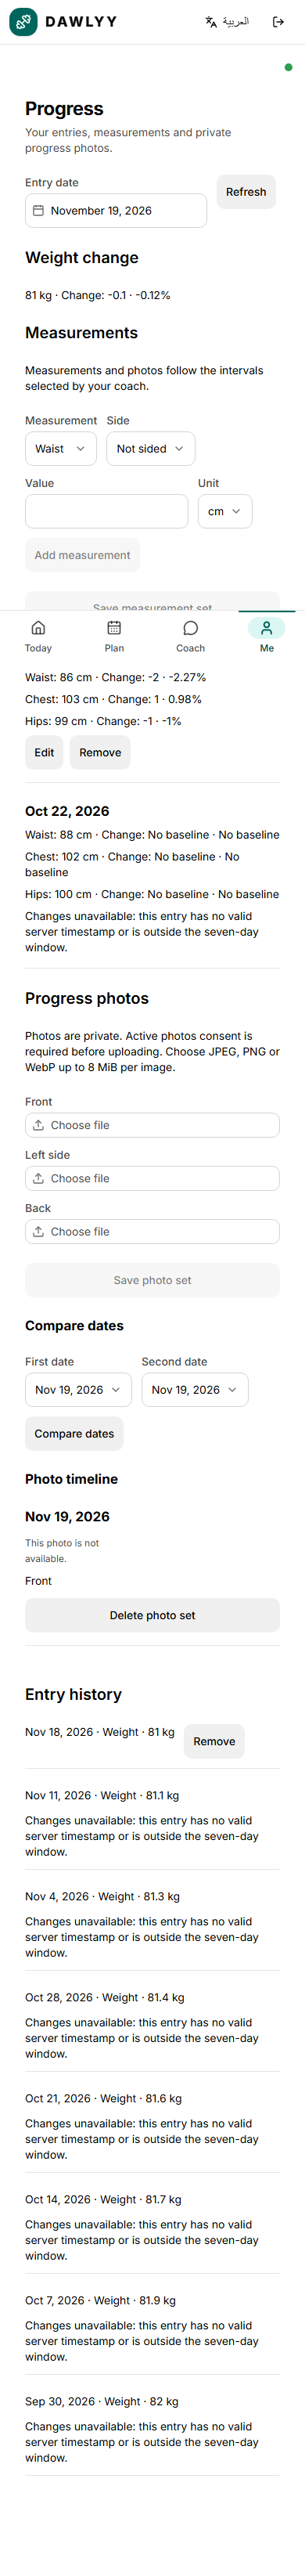 DAWLYY
العربية
Progress
Your entries, measurements and private
progress photos.
Entry date
November 19, 2026
Refresh
Weight change
81 kg · Change: -0.1 · -0.12%
Measurements
Measurements and photos follow the intervals
selected by your coach.
Measurement Side
Waist Not sided
Value Unit
cm
Add measurement
Save measurement set
Today Plan Coach Me
Waist: 86 cm · Change: -2 · -2.27%
Chest: 103 cm · Change: 1 · 0.98%
Hips: 99 cm · Change: -1 · -1%
Edit Remove
Oct 22, 2026
Waist: 88 cm · Change: No baseline · No baseline
Chest: 102 cm · Change: No baseline · No
baseline
Hips: 100 cm · Change: No baseline · No baseline
Changes unavailable: this entry has no valid
server timestamp or is outside the seven-day
window.
Progress photos
Photos are private. Active photos consent is
required before uploading. Choose JPEG, PNG or
WebP up to 8 MiB per image.
Front
Choose file
Left side
Choose file
Back
Choose file
Save photo set
Compare dates
First date Second date
Nov 19, 2026 Nov 19, 2026
Compare dates
Photo timeline
Nov 19, 2026
This photo is not
available.
Front
Delete photo set
Entry history
Nov 18, 2026 · Weight · 81 kg Remove
Nov 11, 2026 · Weight · 81.1 kg
Changes unavailable: this entry has no valid
server timestamp or is outside the seven-day
window.
Nov 4, 2026 · Weight · 81.3 kg
Changes unavailable: this entry has no valid
server timestamp or is outside the seven-day
window.
Oct 28, 2026 · Weight · 81.4 kg
Changes unavailable: this entry has no valid
server timestamp or is outside the seven-day
window.
Oct 21, 2026 · Weight · 81.6 kg
Changes unavailable: this entry has no valid
server timestamp or is outside the seven-day
window.
Oct 14, 2026 · Weight · 81.7 kg
Changes unavailable: this entry has no valid
server timestamp or is outside the seven-day
window.
Oct 7, 2026 · Weight · 81.9 kg
Changes unavailable: this entry has no valid
server timestamp or is outside the seven-day
window.
Sep 30, 2026 · Weight · 82 kg
Changes unavailable: this entry has no valid
server timestamp or is outside the seven-day
window.